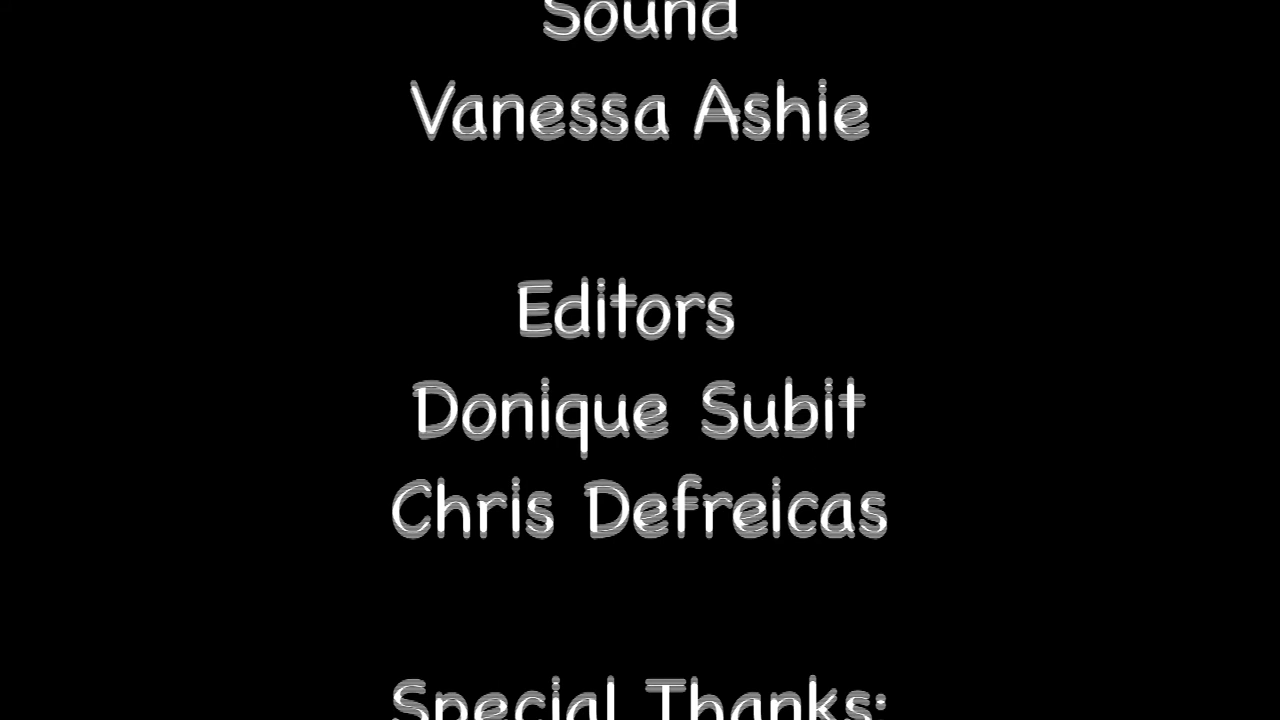 Sound
Vanessa Ashie
Editors
Donique Subit
Chris Defreicas
Special Thanks: